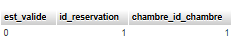 est_valide id_reservation chambre_id_chambre
0 1 1